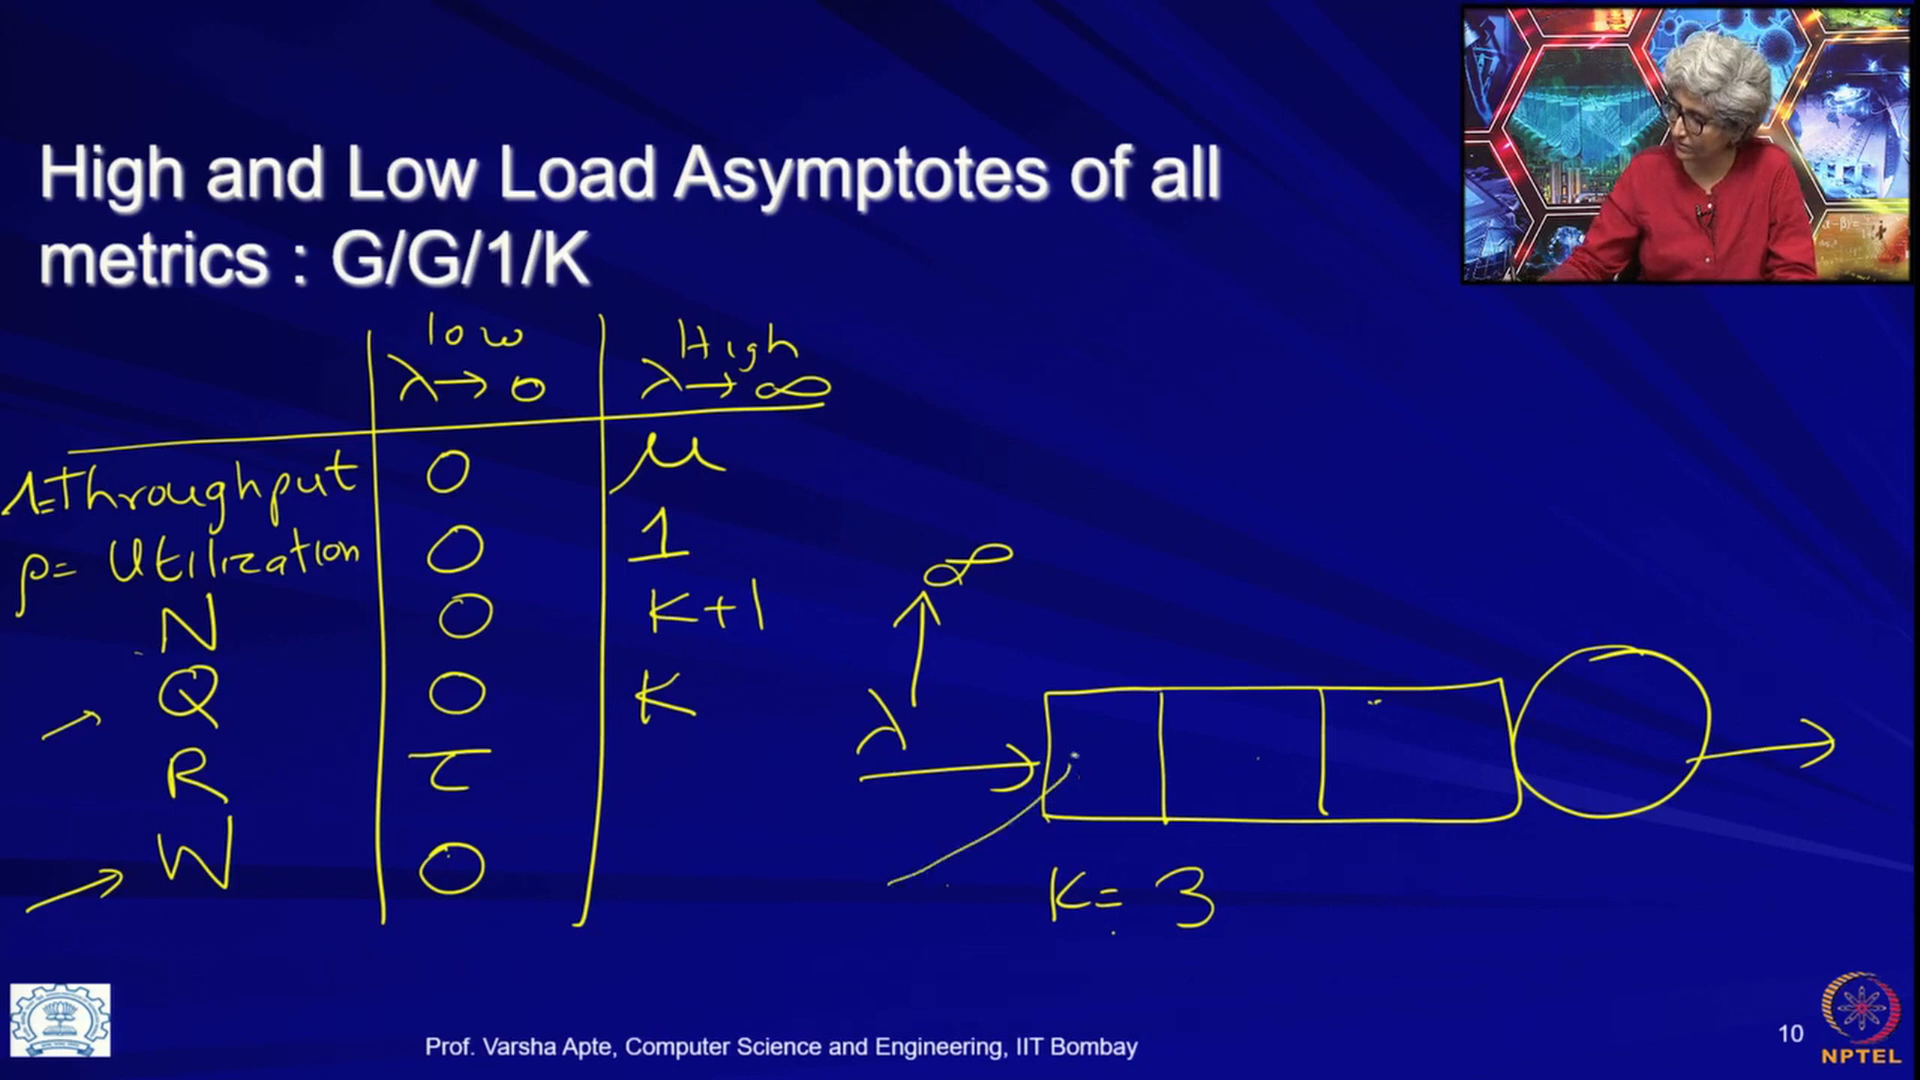 High and Low Load Asymptotes of all
metrics : G/G/1/K
low High
λ→0 λ→∞
Λ=Throughput 0 μ
ρ= Utilization 0 1
N 0 K+1
Q 0 K
R τ
W 0
∞
λ
K= 3
Prof. Varsha Apte, Computer Science and Engineering, IIT Bombay
10
NPTEL